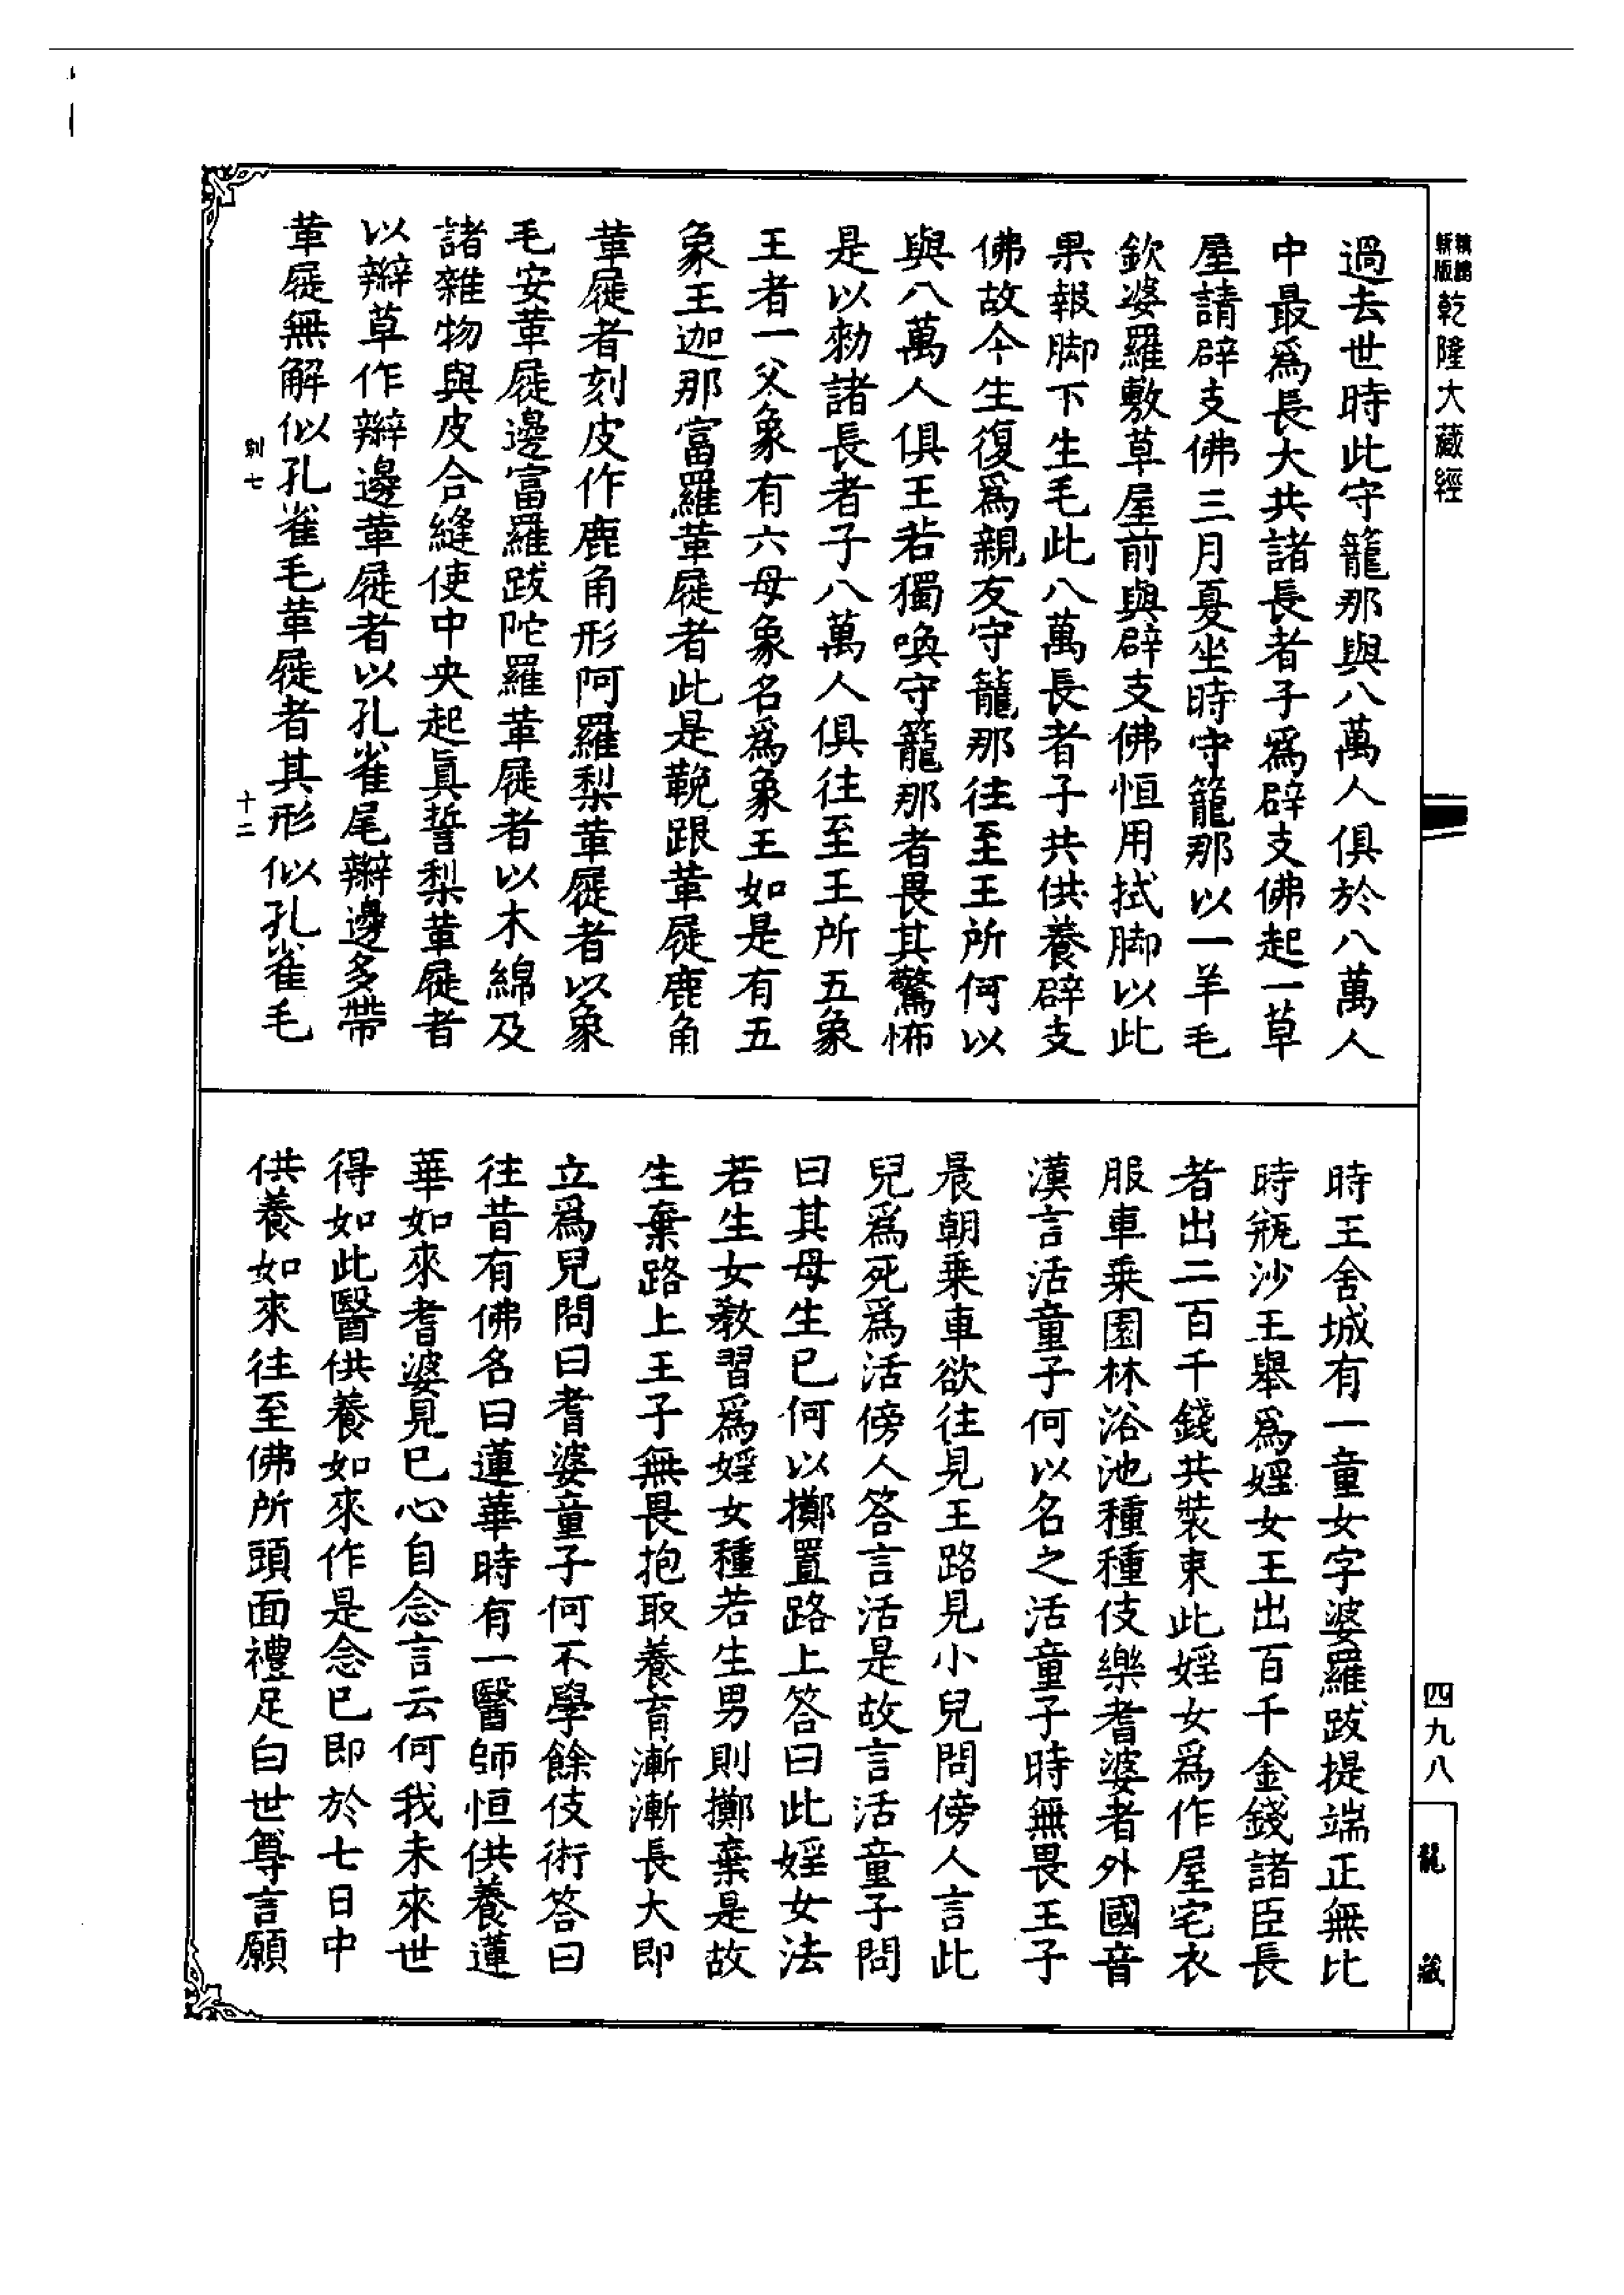 新版 精縮 乾隆大藏經
過去世時此守籠那與八萬人俱於八萬人
中最爲長大共諸長者子爲辟支佛起一草
屋請辟支佛三月夏坐時守籠那以一羊毛
欽婆羅敷草屋前與辟支佛恒用拭脚以此
果報脚下生毛此八萬長者子共供養辟支
佛故今生復爲親友守籠那往至王所何以
與八萬人俱王若獨喚守籠那者畏其驚怖
是以勑諸長者子八萬人俱往至王所五象
王者一父象有六母象名爲象王如是有五
象王迦那富羅革屣者此是靴跟革屣鹿角
革屣者刻皮作鹿角形阿羅梨革屣者以象
毛安革屣邊富羅跋陀羅革屣者以木綿及
諸雜物與皮合縫使中央起眞誓梨革屣者
以辮草作辮邊革屣者以孔雀尾辮邊多帶
革屣無解似孔雀毛革屣者其形似孔雀毛
別七 十二
時王舍城有一童女字婆羅跋提端正無比
時瓶沙王舉爲婬女王出百千金錢諸臣長
者出二百千錢共裝束此婬女爲作屋宅衣
服車乘園林浴池種種伎樂耆婆者外國音
漢言活童子何以名之活童子時無畏王子
晨朝乘車欲往見王路見小兒問傍人言此
兒爲死爲活傍人答言活是故言活童子問
曰其母生已何以擲置路上答曰此婬女法
若生女教習爲婬女種若生男則擲棄是故
生棄路上王子無畏抱取養育漸漸長大即
立爲兒問曰耆婆童子何不學餘伎術答曰
往昔有佛名曰蓮華時有一醫師恒供養蓮
華如來耆婆見已心自念言云何我未來世
得如此醫供養如來作是念已即於七日中
供養如來往至佛所頭面禮足白世尊言願
四九八
龍藏